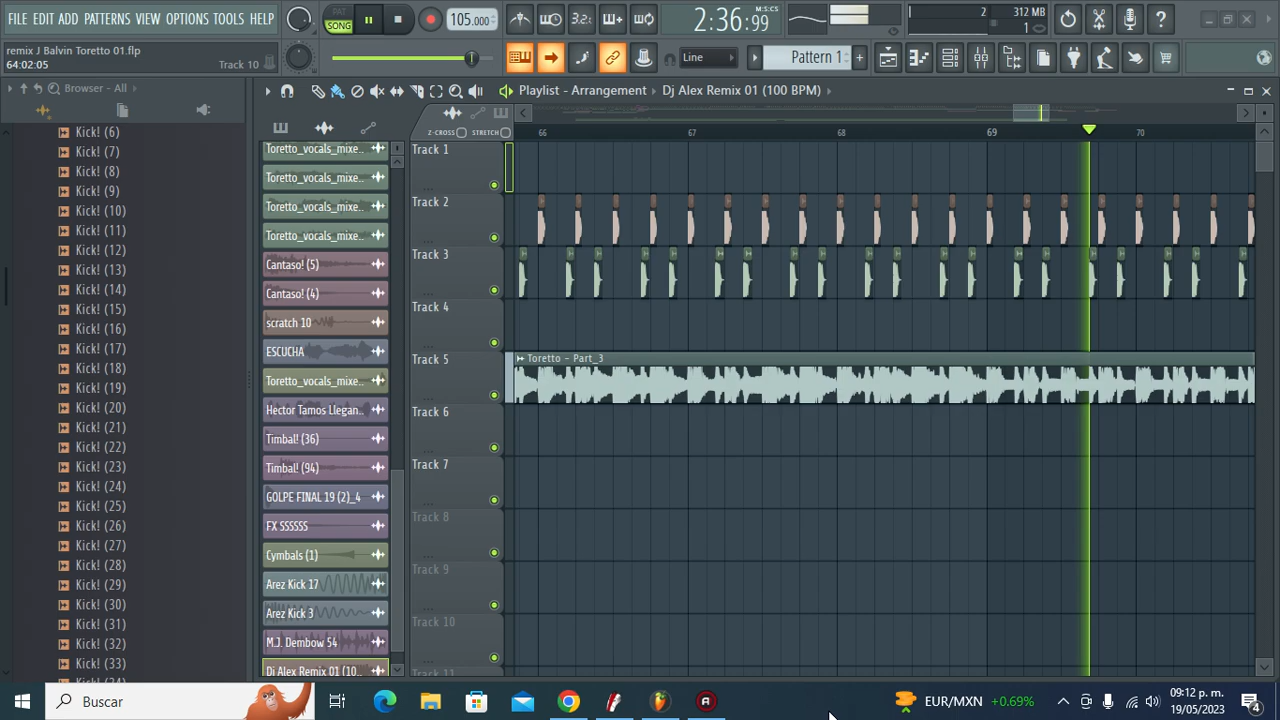 FILE EDIT PATTERNS VIEW OPTIONS TOOLS HELP
remix J Balvin Toretto 01.flp
64:02:05
Track 10
PAT
SONG
105.000
3.2
2:36:99
M:S:CS
2
312 MB
1
Line
Pattern 1
Browser - All
Kick! (6)
Kick! (7)
Kick! (8)
Kick! (9)
Kick! (10)
Kick! (11)
Kick! (12)
Kick! (13)
Kick! (14)
Kick! (15)
Kick! (16)
Kick! (17)
Kick! (18)
Kick! (19)
Kick! (20)
Kick! (21)
Kick! (22)
Kick! (23)
Kick! (24)
Kick! (25)
Kick! (26)
Kick! (27)
Kick! (28)
Kick! (29)
Kick! (30)
Kick! (31)
Kick! (32)
Kick! (33)
Playlist - Arrangement
Dj Alex Remix 01 (100 BPM)
Z-CROSS
STRETCH
66
67
68
69
70
Toretto_vocals_mixe..
Toretto_vocals_mixe..
Toretto_vocals_mixe..
Toretto_vocals_mixe..
Cantaso! (5)
Cantaso! (4)
scratch 10
ESCUCHA
Toretto_vocals_mixe..
Hector Tamos Llegan..
Timbal! (36)
Timbal! (94)
GOLPE FINAL 19 (2)_4
FX SSSSSS
Cymbals (1)
Arez Kick 17
Arez Kick 3
M.J. Dembow 54
Dj Alex Remix 01 (10..
Track 1
Track 2
Track 3
Track 4
Track 5
Track 6
Track 7
Track 8
Track 9
Track 10
Track 11
Toretto - Part_3
Buscar
EUR/MXN
+0.69%
09:12 p. m.
19/05/2023
4